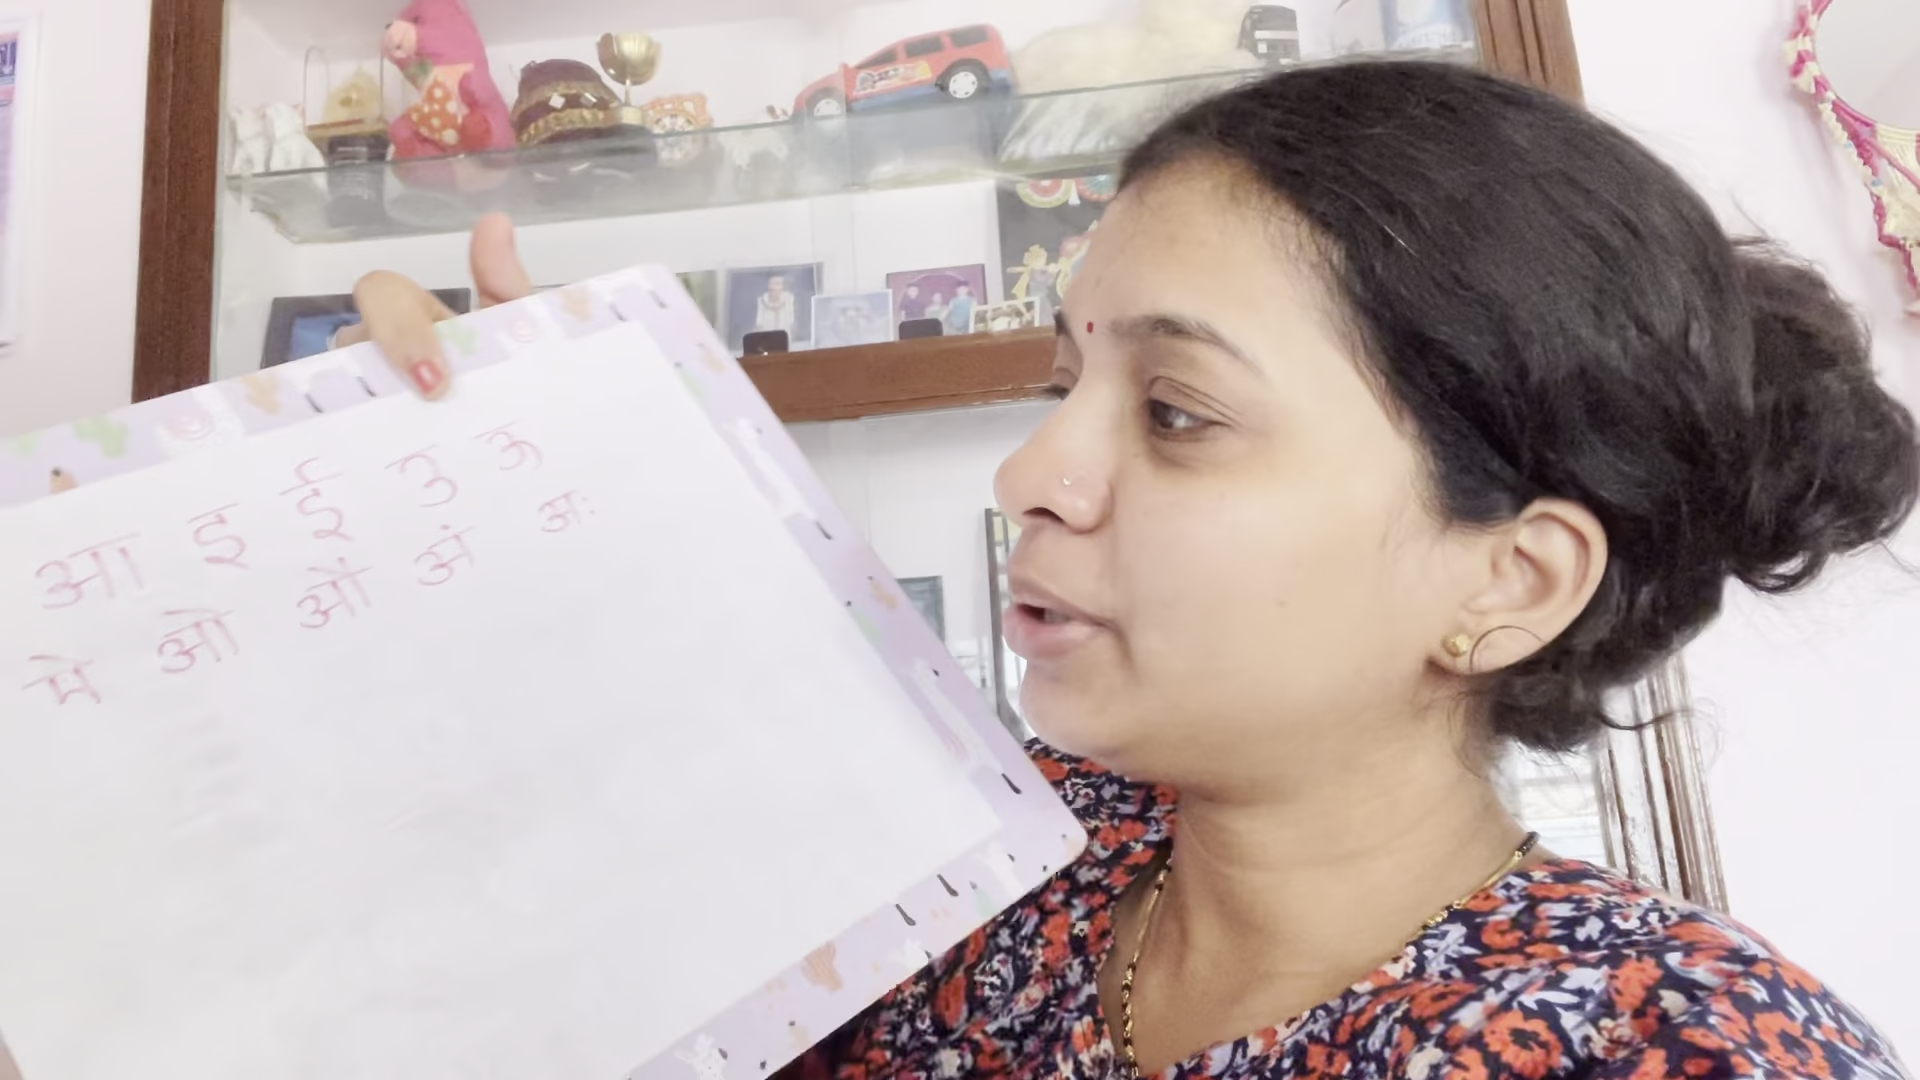 आ इ ई उ ऊ
ऐ ओ औ अं अः